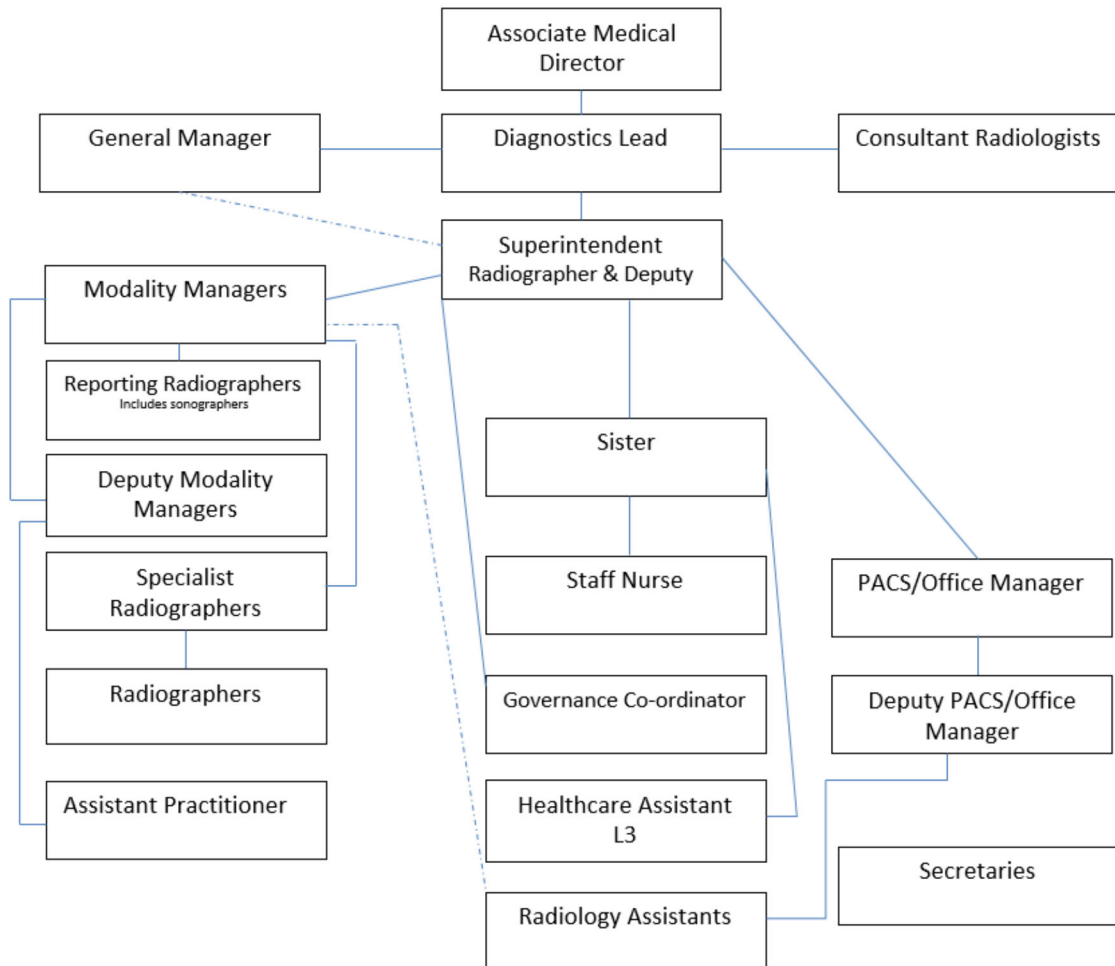 Associate Medical
Director
General Manager
Diagnostics Lead
Consultant Radiologists
Superintendent
Radiographer & Deputy
Modality Managers
Reporting Radiographers
Includes sonographers
Sister
Deputy Modality
Managers
Specialist
Radiographers
Staff Nurse
PACS/Office Manager
Radiographers
Governance Co-ordinator
Deputy PACS/Office
Manager
Assistant Practitioner
Healthcare Assistant
L3
Secretaries
Radiology Assistants